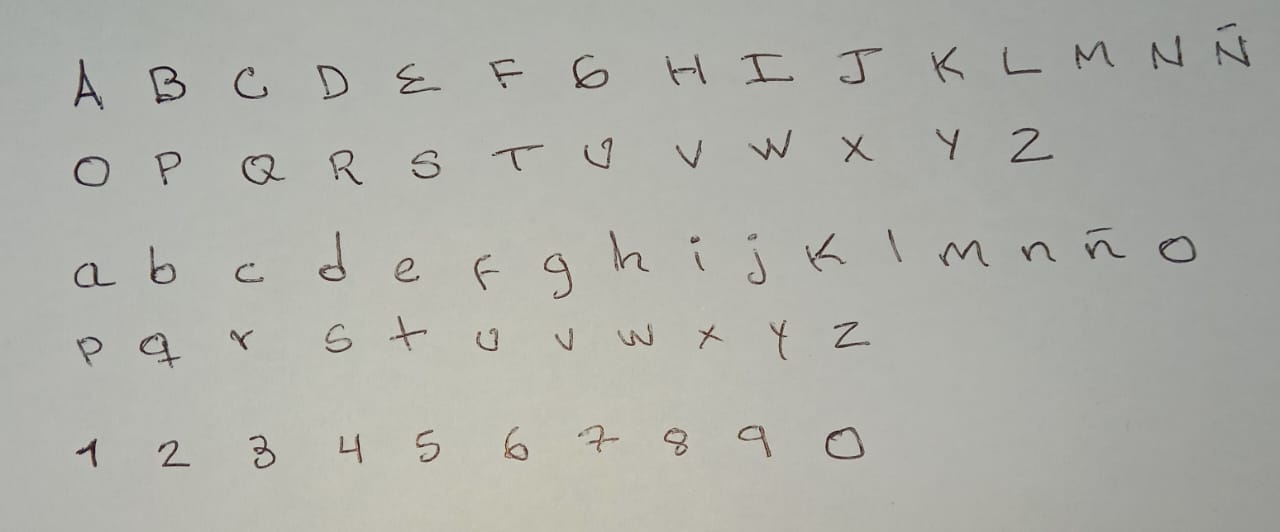 A B C D E F G H I J K L M N Ñ
O P Q R S T U V W X Y Z
a b c d e f g h i j k l m n ñ o
p q r s t u v w x y z
1 2 3 4 5 6 7 8 9 0